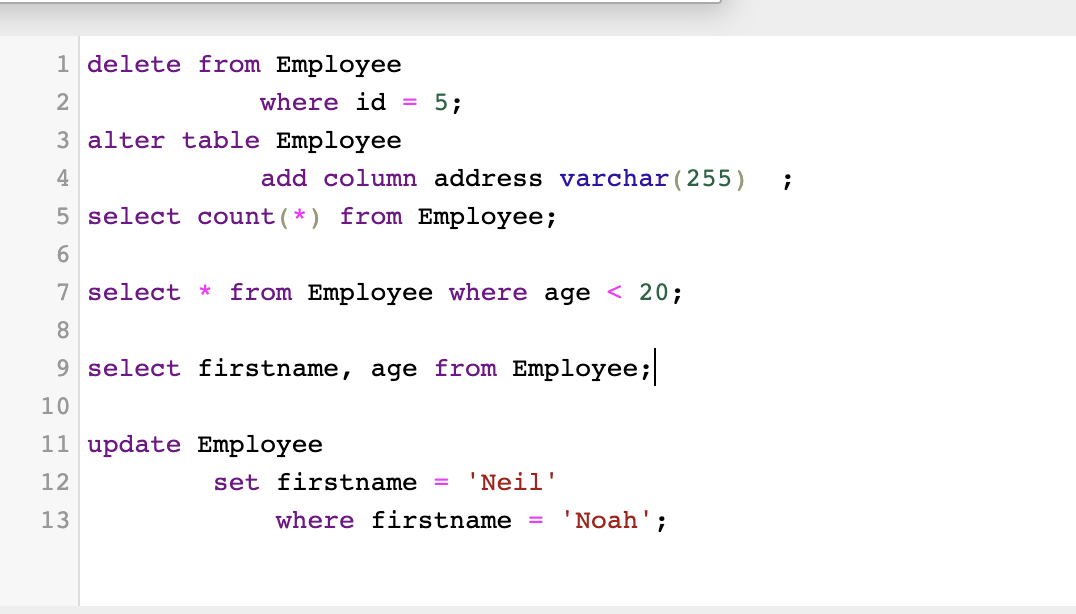 1 delete from Employee
2 where id = 5;
3 alter table Employee
4 add column address varchar(255)  ;
5 select count(*) from Employee;
6
7 select * from Employee where age < 20;
8
9 select firstname, age from Employee;
10
11 update Employee
12 set firstname = 'Neil'
13 where firstname = 'Noah';